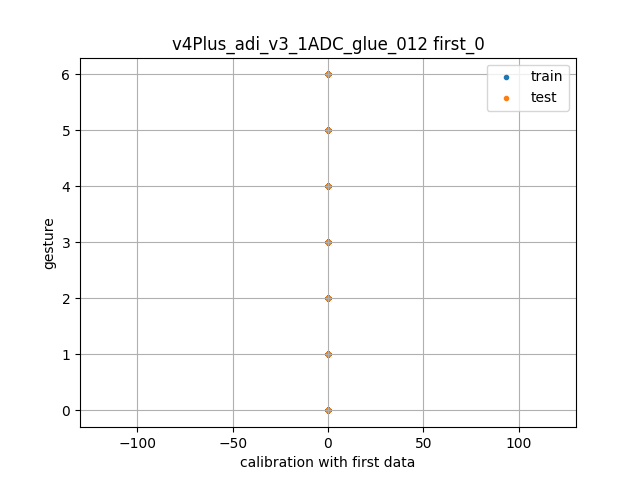 v4Plus_adi_v3_1ADC_glue_012 first_0
train
test
6
5
4
3
2
1
0
gesture
−100
−50
0
50
100
calibration with first data